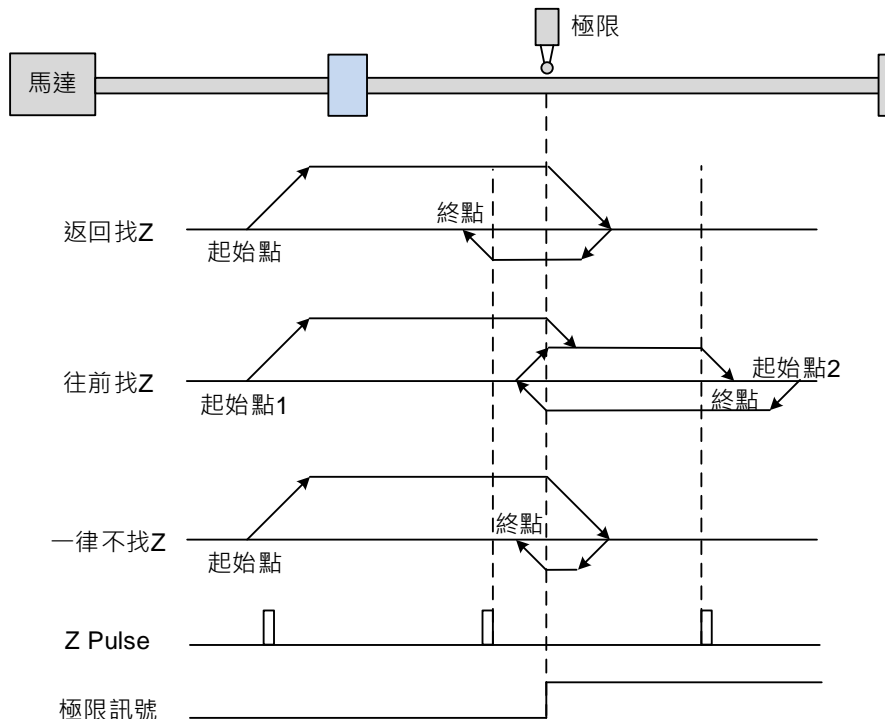 極限
馬達
終點
返回找Z
起始點
往前找Z
起始點2
起始點1
終點
一律不找Z
終點
起始點
Z Pulse
極限訊號